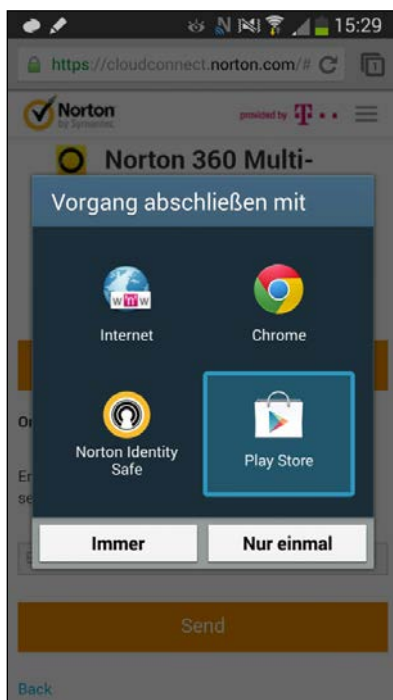 15:29
https://cloudconnect.norton.com/#
Norton
by Symantec
provided by T
Norton 360 Multi-
Vorgang abschließen mit
www
Internet
Chrome
Norton Identity
Safe
Play Store
Immer
Nur einmal
Send
Back